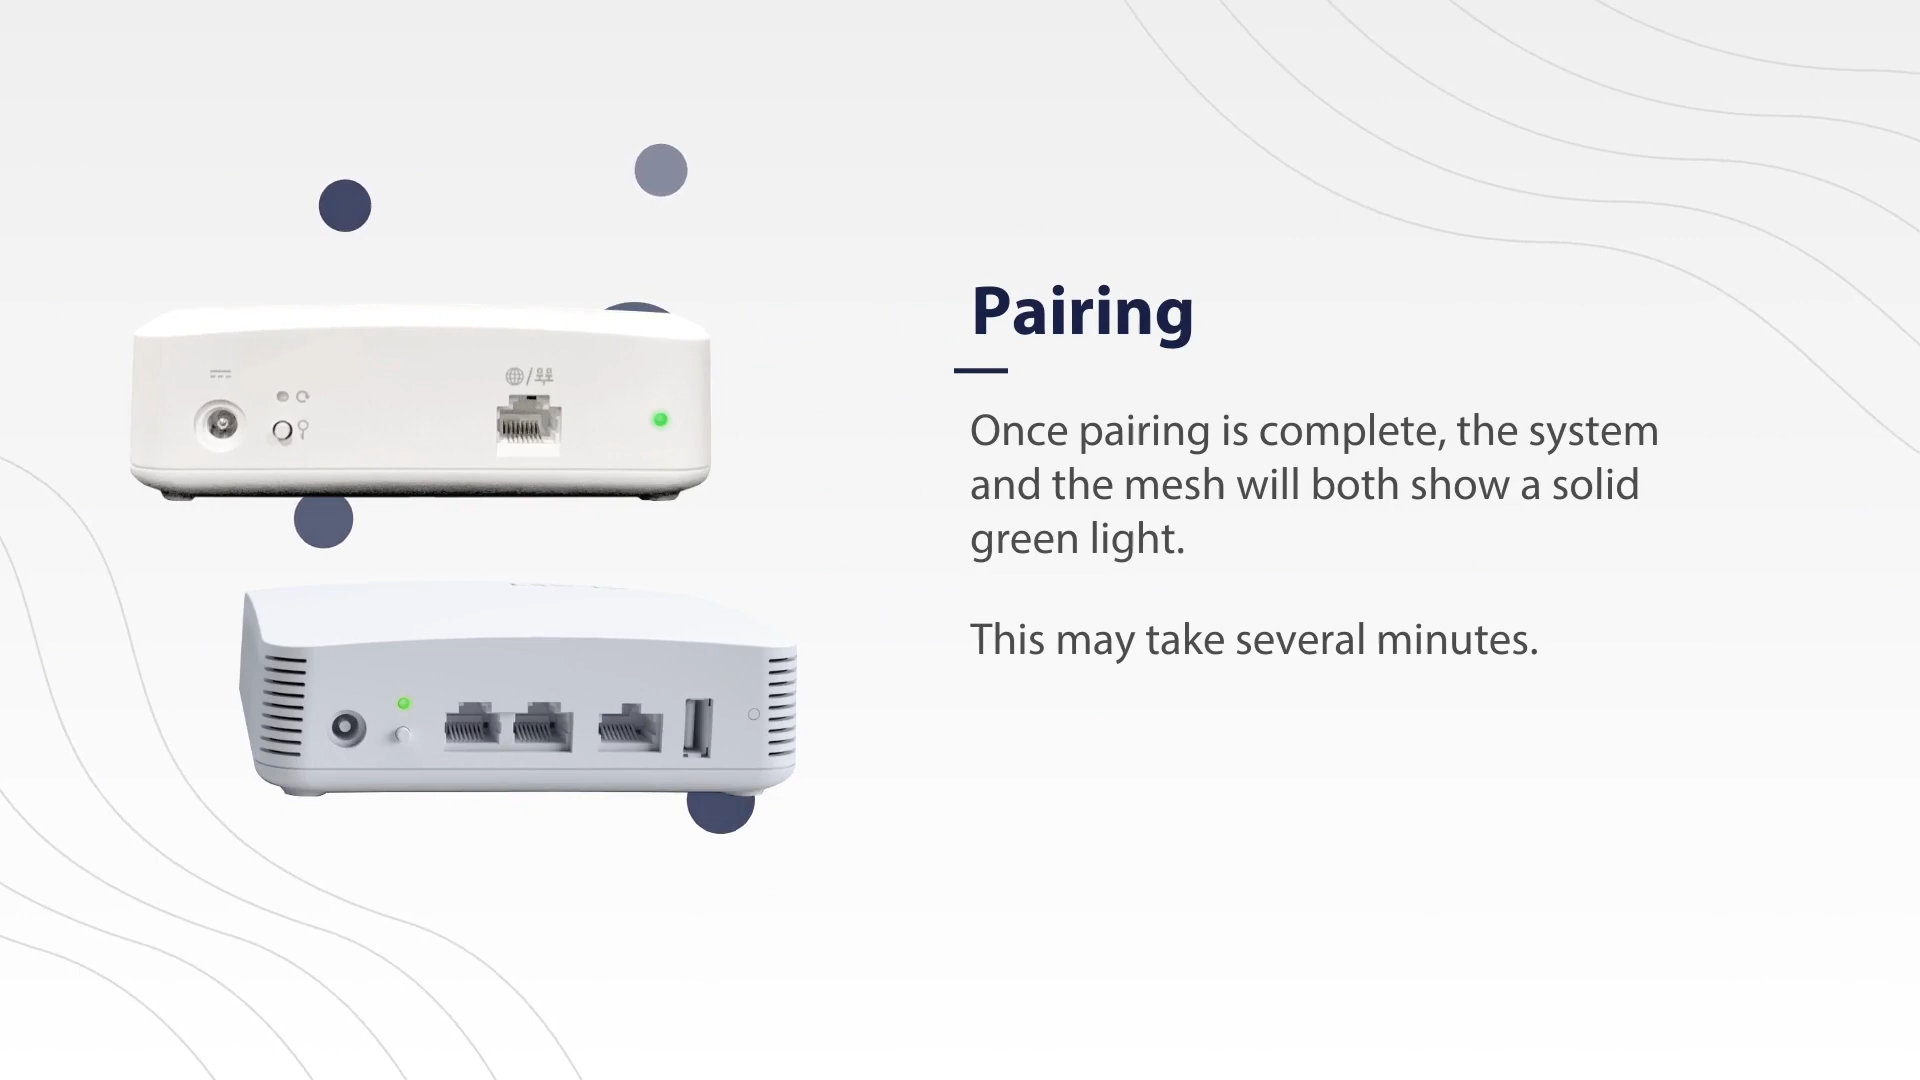 Pairing
Once pairing is complete, the system
and the mesh will both show a solid
green light.
This may take several minutes.